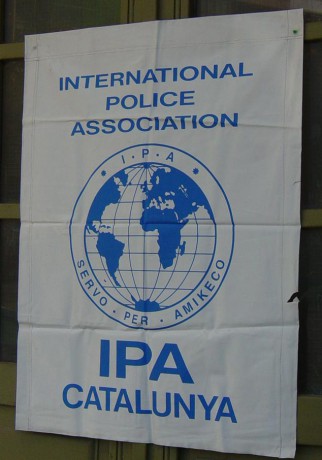 INTERNATIONAL
POLICE
ASSOCIATION
I·P·A
SERVO · PER · AMIKECO
IPA
CATALUNYA